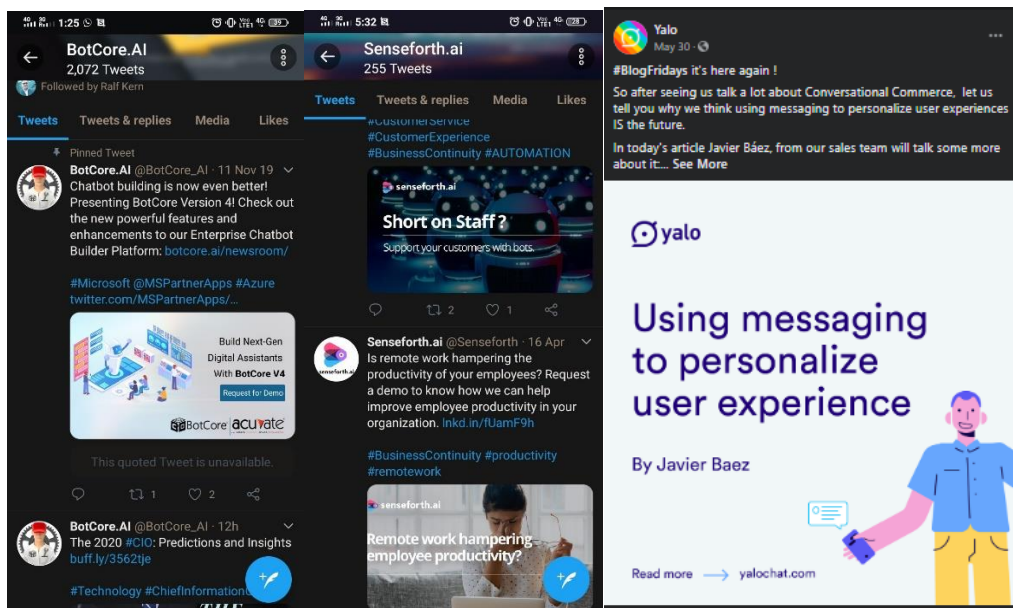 1:25
BotCore.AI
2,072 Tweets
Followed by Ralf Kern
Tweets Tweets & replies Media Likes
Pinned Tweet
BotCore.AI @BotCore_AI · 11 Nov 19
Chatbot building is now even better!
Presenting BotCore Version 4! Check out
the new powerful features and
enhancements to our Enterprise Chatbot
Builder Platform: botcore.ai/newsroom/
#Microsoft @MSPartnerApps #Azure
twitter.com/MSPartnerApps/...
Build Next-Gen
Digital Assistants
With BotCore V4
Request for Demo
BotCore acuvate
This quoted Tweet is unavailable.
1 2
BotCore.AI @BotCore_AI · 12h
The 2020 #CIO: Predictions and Insights
buff.ly/3562tje
#Technology #ChiefInformation
5:32
Senseforth.ai
255 Tweets
Tweets Tweets & replies Media Likes
#CustomerService
#CustomerExperience
#BusinessContinuity #AUTOMATION
senseforth.ai
Short on Staff ?
Support your customers with bots.
2 1
Senseforth.ai @Senseforth · 16 Apr
Is remote work hampering the
productivity of your employees? Request
a demo to know how we can help
improve employee productivity in your
organization. lnkd.in/fUamF9h
#BusinessContinuity #productivity
#remotework
senseforth.ai
Remote work hampering
employee productivity?
Yalo
May 30 ·
#BlogFridays it's here again !
So after seeing us talk a lot about Conversational Commerce, let us
tell you why we think using messaging to personalize user experiences
IS the future.
In today's article Javier Báez, from our sales team will talk some more
about it:... See More
yalo
Using messaging
to personalize
user experience
By Javier Baez
Read more → yalochat.com